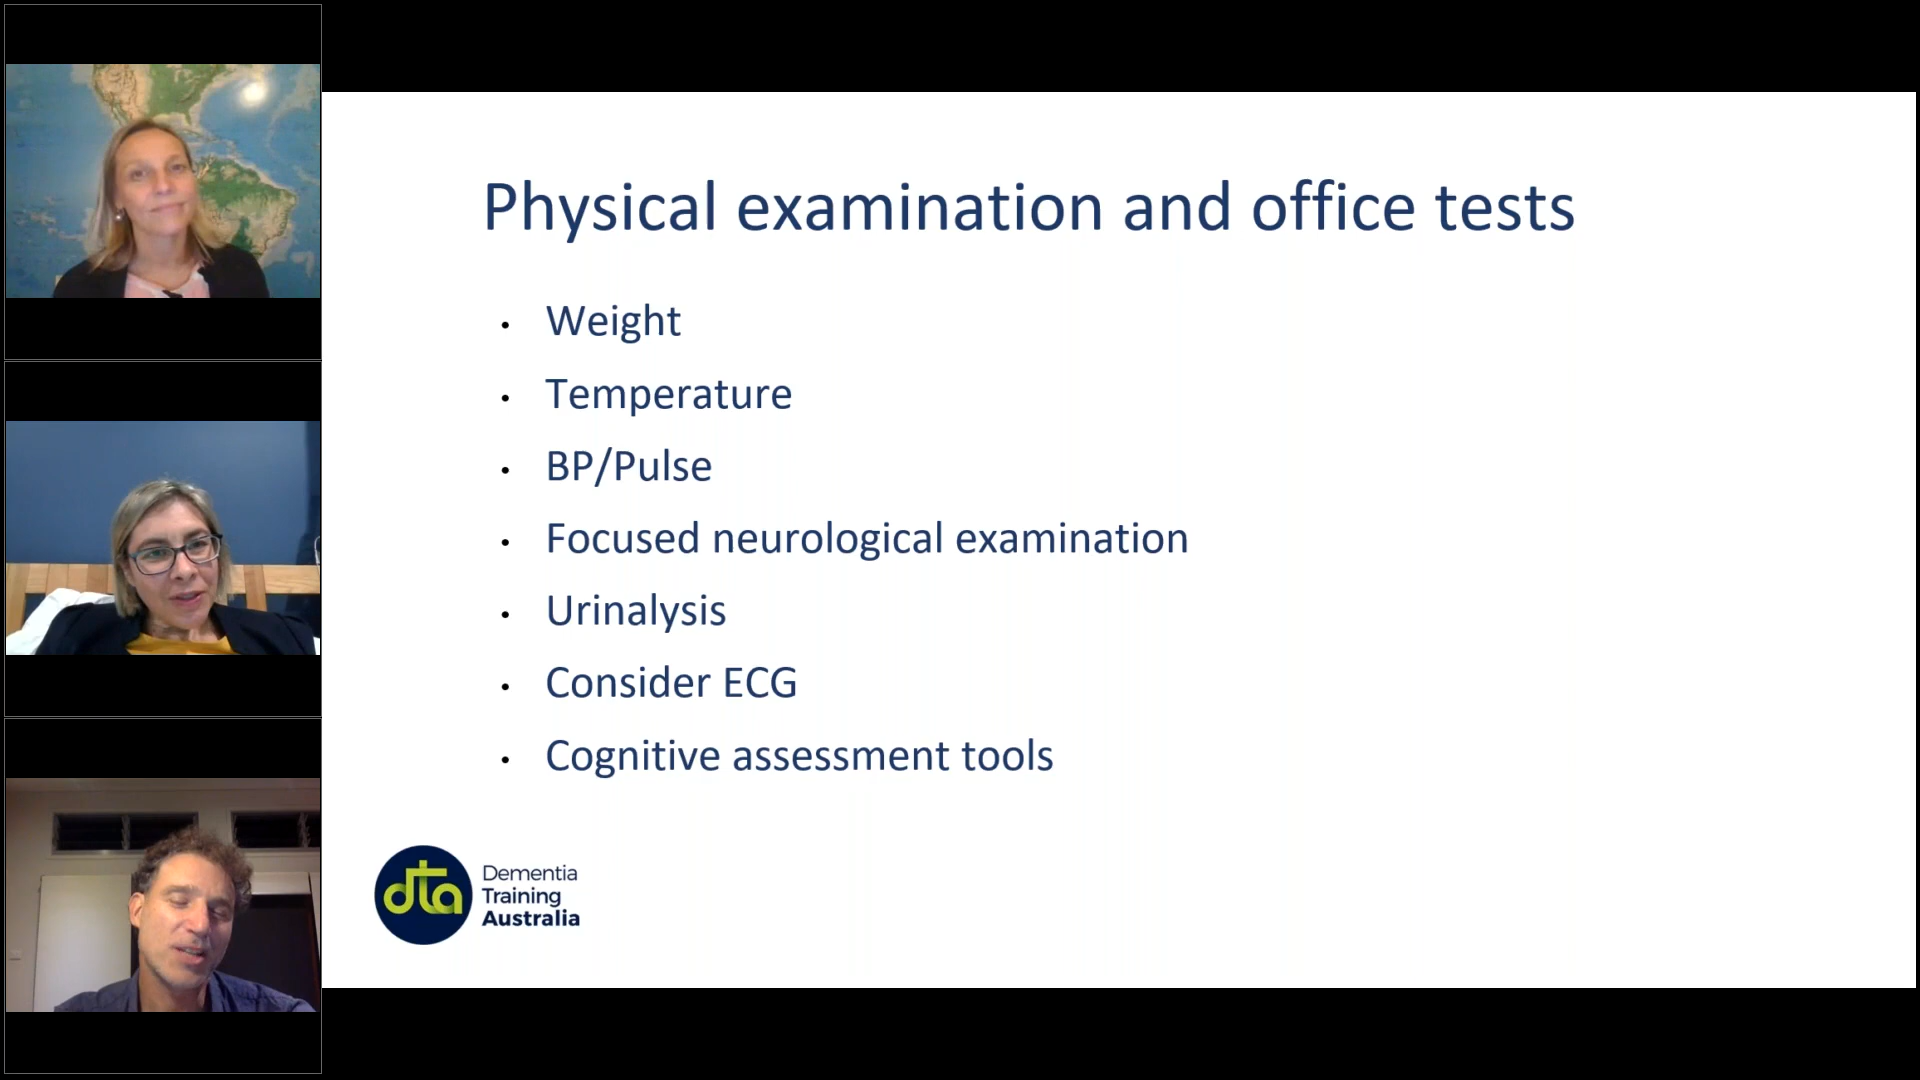 Physical examination and office tests
• Weight
• Temperature
• BP/Pulse
• Focused neurological examination
• Urinalysis
• Consider ECG
• Cognitive assessment tools
dta
Dementia
Training
Australia